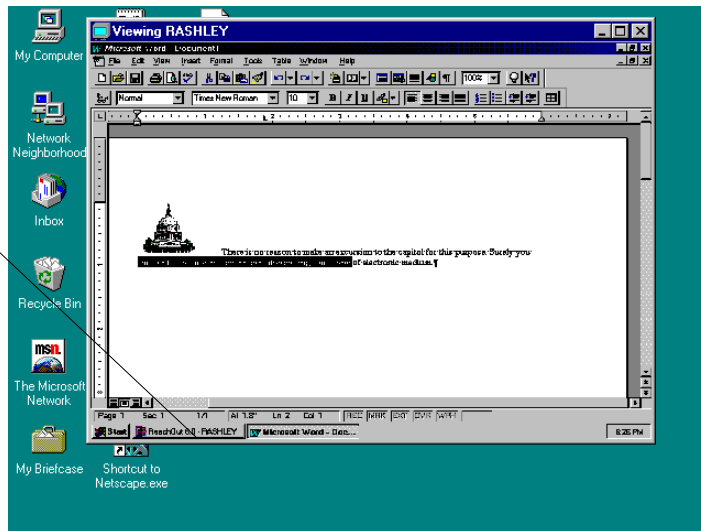 Viewing RASHLEY
Microsoft Word - Document1
File Edit View Insert Format Tools Table Window Help
100%
Normal Times New Roman 10 B I U
There is no reason to make an excursion to the capitol for this purpose. Surely you
of electronic medium.¶
Page 1 Sec 1 1/1 At 1.8" Ln 2 Col 1 REC MRK EXT OVR WPH
Start ReachOut 6.0 - RASHLEY Microsoft Word - Doc... 8:26 PM
My Computer
Network
Neighborhood
Inbox
Recycle Bin
msn.
The Microsoft
Network
My Briefcase
Shortcut to
Netscape.exe